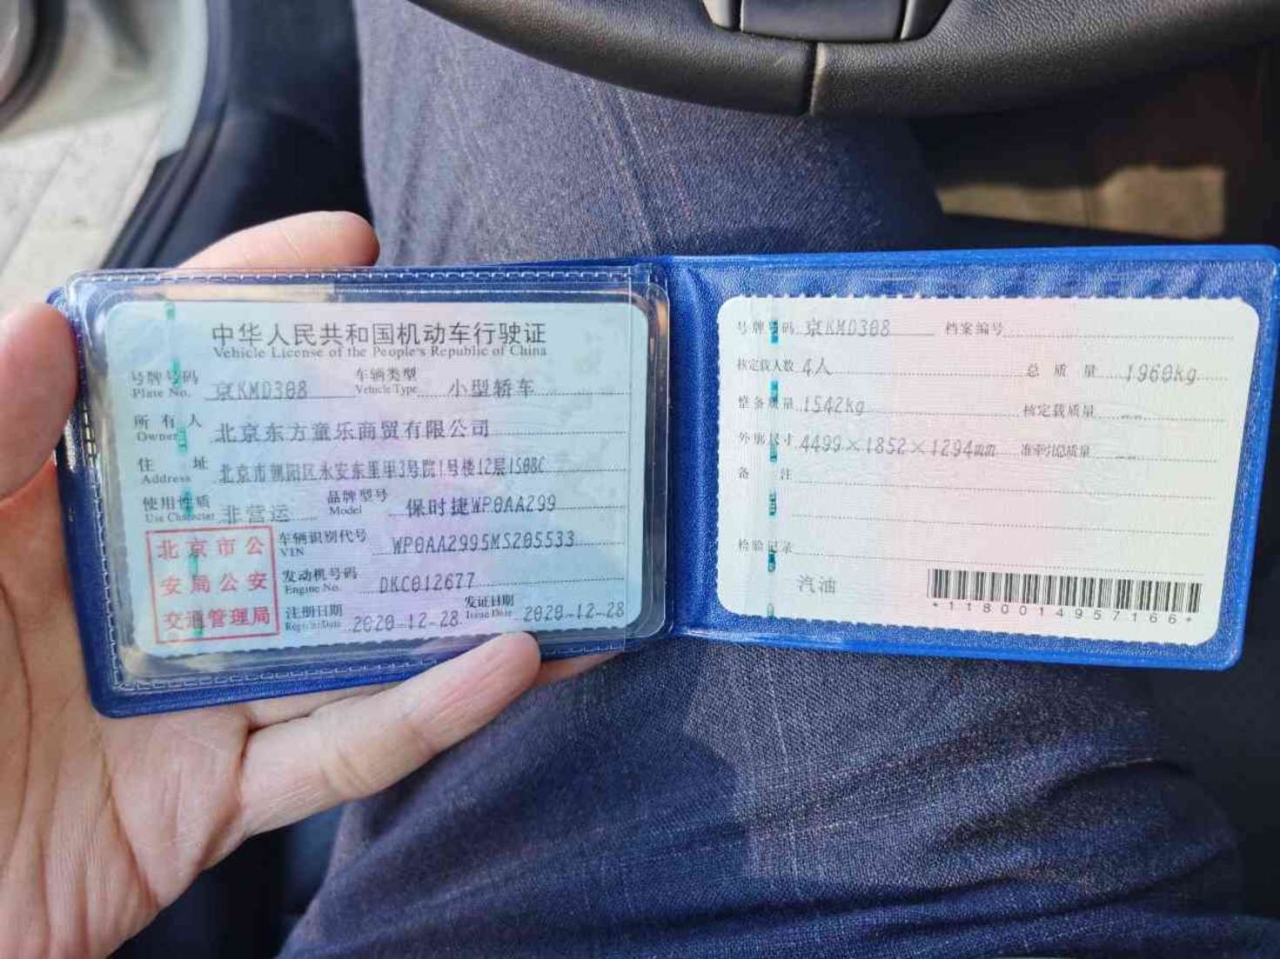 中华人民共和国机动车行驶证
Vehicle License of the People's Republic of China
号牌号码 京KMD308 车辆类型 小型轿车
Plate No. Vehicle Type
所有人 北京东方童乐商贸有限公司
Owner
住址 北京市朝阳区永安东里甲3号院1号楼12层1508C
Address
使用性质 非营运 品牌型号 保时捷WP0AA299
Use Character Model
北京市公安局公安交通管理局
车辆识别代号 WP0AA2995MS205533
VIN
发动机号码 DKC012677
Engine No.
注册日期 2020-12-28 发证日期 2020-12-28
Register Date Issue Date
号牌号码 京KMD308 档案编号
核定载人数 4人 总质量 1960kg
整备质量 1542kg 核定载质量 --
外廓尺寸 4499×1852×1294mm 准牵引总质量 --
备注
检验记录
汽油
*1180014957166*